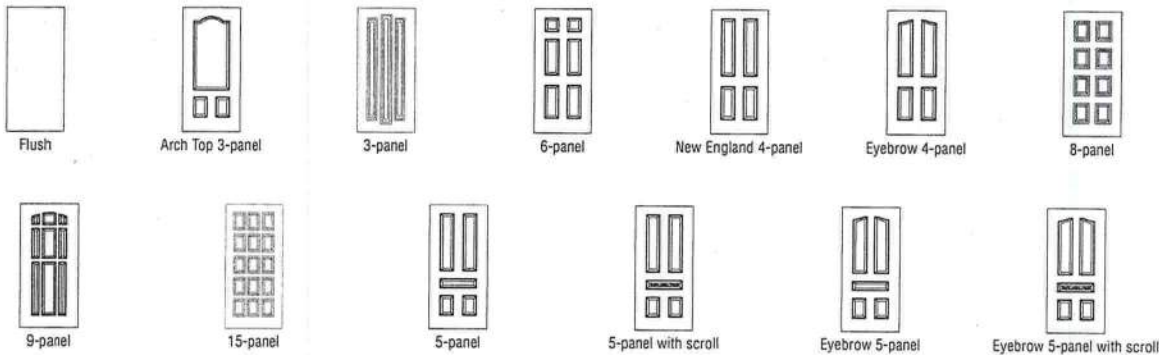 Flush
Arch Top 3-panel
3-panel
6-panel
New England 4-panel
Eyebrow 4-panel
8-panel
9-panel
15-panel
5-panel
5-panel with scroll
Eyebrow 5-panel
Eyebrow 5-panel with scroll